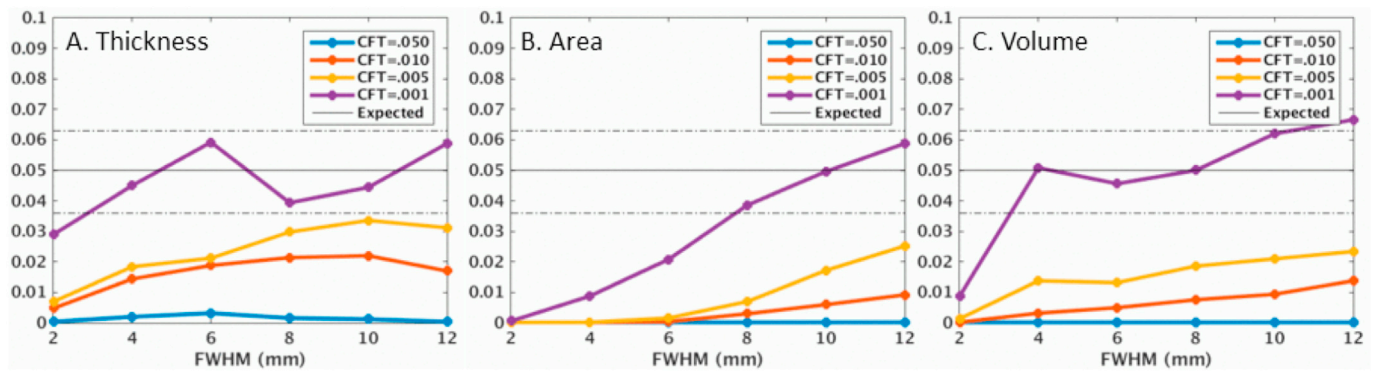 A. Thickness
CFT=.050
CFT=.010
CFT=.005
CFT=.001
Expected
0.1
0.09
0.08
0.07
0.06
0.05
0.04
0.03
0.02
0.01
0
2 4 6 8 10 12
FWHM (mm)
B. Area
CFT=.050
CFT=.010
CFT=.005
CFT=.001
Expected
0.1
0.09
0.08
0.07
0.06
0.05
0.04
0.03
0.02
0.01
0
2 4 6 8 10 12
FWHM (mm)
C. Volume
CFT=.050
CFT=.010
CFT=.005
CFT=.001
Expected
0.1
0.09
0.08
0.07
0.06
0.05
0.04
0.03
0.02
0.01
0
2 4 6 8 10 12
FWHM (mm)